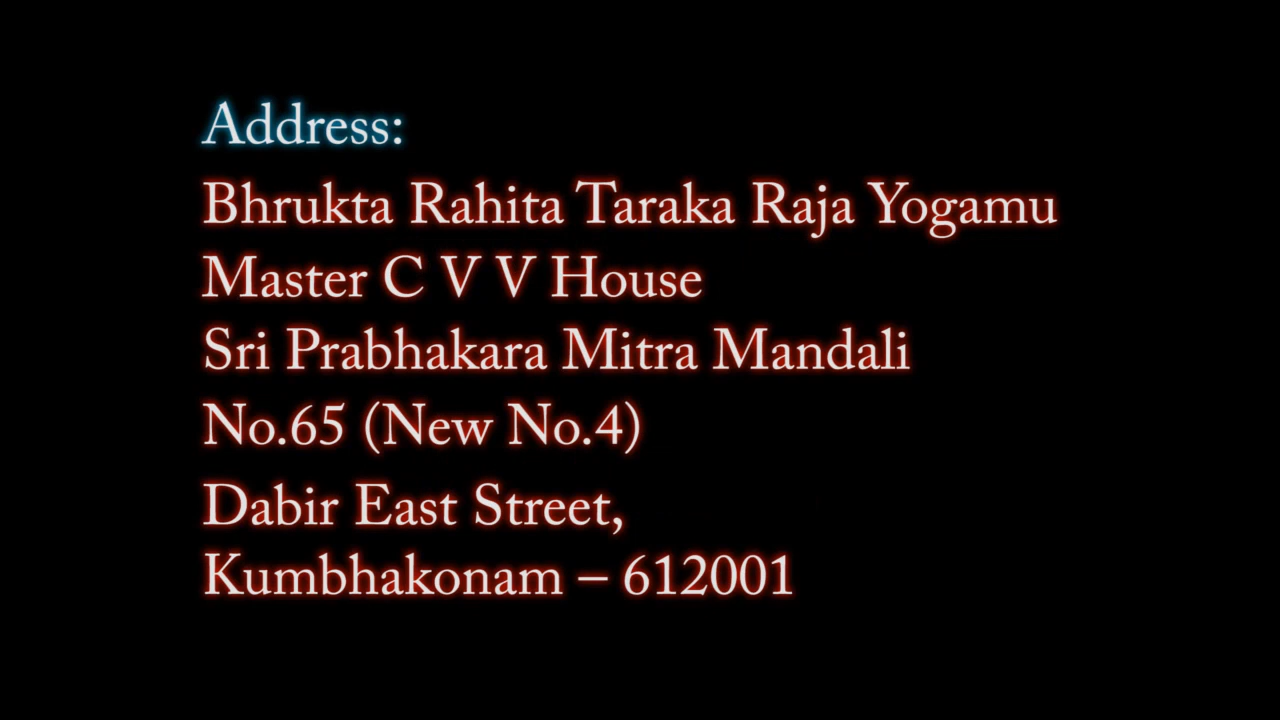 Address:
Bhrukta Rahita Taraka Raja Yogamu
Master C V V House
Sri Prabhakara Mitra Mandali
No.65 (New No.4)
Dabir East Street,
Kumbhakonam – 612001